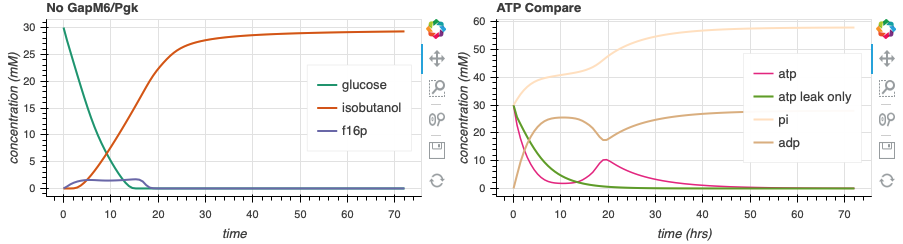 No GapM6/Pgk
concentration (mM)
30
25
20
15
10
5
0
glucose
isobutanol
f16p
0 10 20 30 40 50 60 70
time
ATP Compare
concentration (mM)
60
50
40
30
20
10
0
atp
atp leak only
pi
adp
0 10 20 30 40 50 60 70
time (hrs)